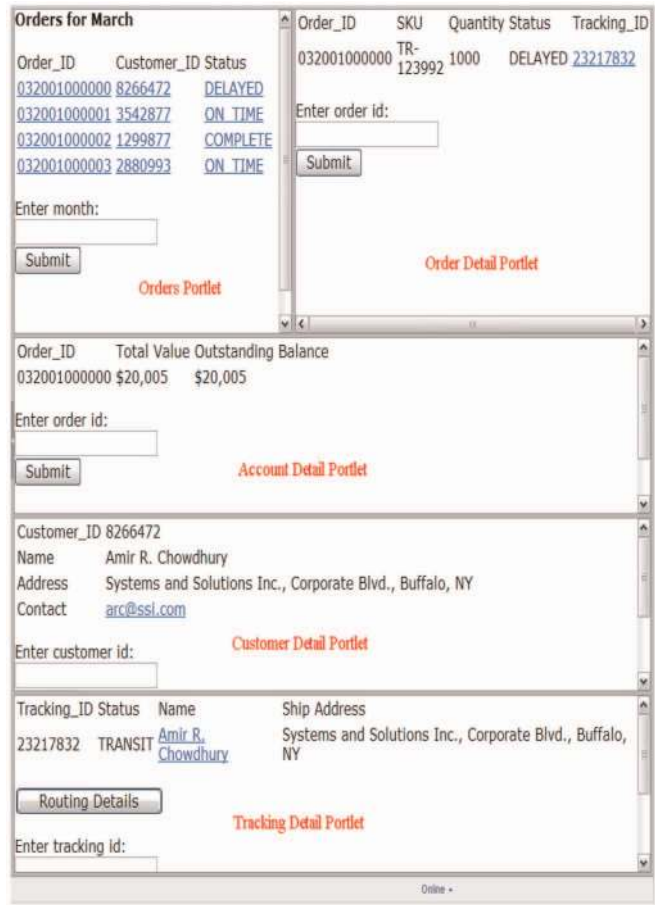 Orders for March
Order_ID Customer_ID Status
032001000000 8266472 DELAYED
032001000001 3542877 ON_TIME
032001000002 1299877 COMPLETE
032001000003 2880993 ON_TIME
Enter month:
Submit
Orders Portlet
Order_ID SKU Quantity Status Tracking_ID
032001000000 TR-123992 1000 DELAYED 23217832
Enter order id:
Submit
Order Detail Portlet
Order_ID Total Value Outstanding Balance
032001000000 $20,005 $20,005
Enter order id:
Submit
Account Detail Portlet
Customer_ID 8266472
Name Amir R. Chowdhury
Address Systems and Solutions Inc., Corporate Blvd., Buffalo, NY
Contact arc@ssi.com
Customer Detail Portlet
Enter customer id:
Tracking_ID Status Name Ship Address
23217832 TRANSIT Amir R. Chowdhury Systems and Solutions Inc., Corporate Blvd., Buffalo, NY
Routing Details
Tracking Detail Portlet
Enter tracking id:
Online